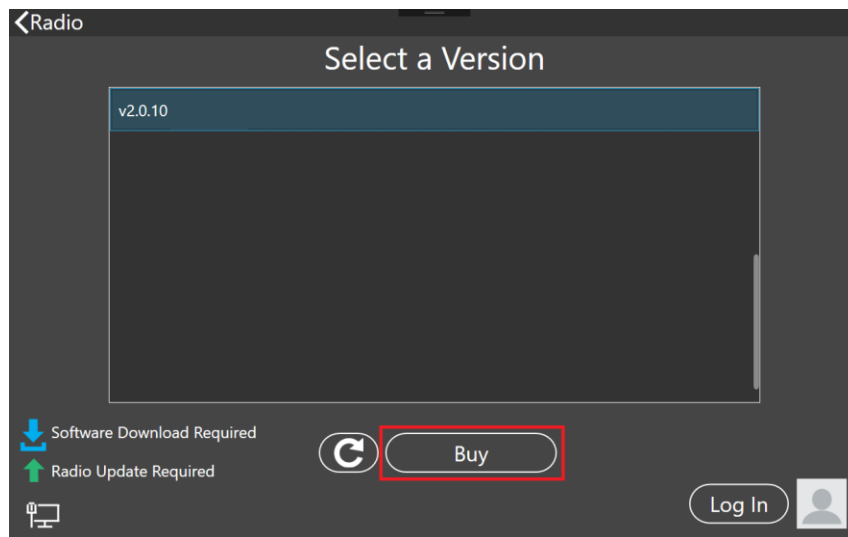 Radio
Select a Version
v2.0.10
Software Download Required
Radio Update Required
Buy
Log In